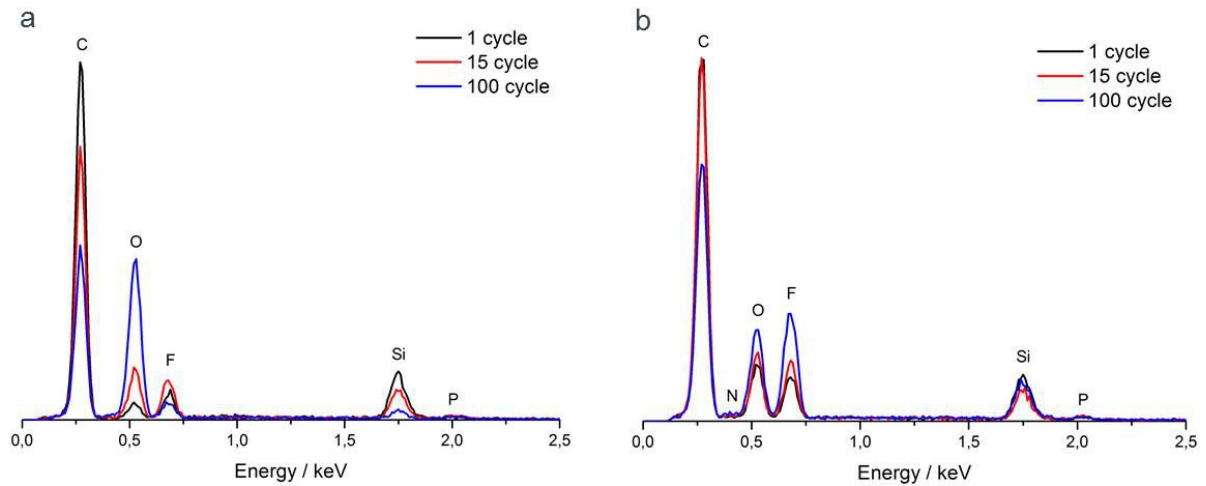 a
C
O
F
Si
P
1 cycle
15 cycle
100 cycle
0,0 0,5 1,0 1,5 2,0 2,5
Energy / keV
b
C
N
O
F
Si
P
1 cycle
15 cycle
100 cycle
0,0 0,5 1,0 1,5 2,0 2,5
Energy / keV